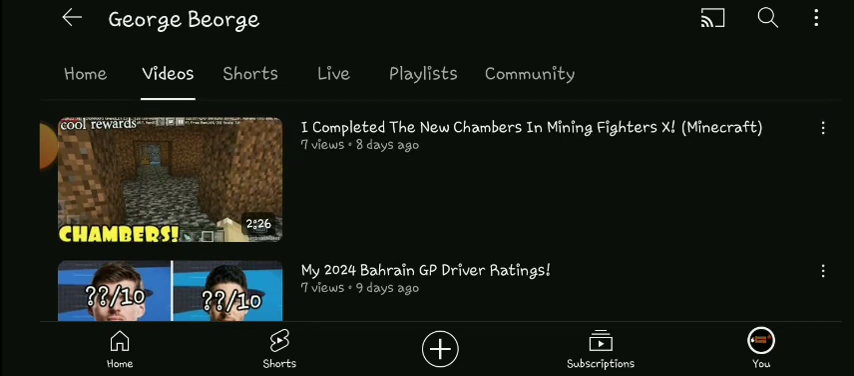 George Beorge
Home Videos Shorts Live Playlists Community
cool rewards
CHAMBERS!
2:26
I Completed The New Chambers In Mining Fighters X! (Minecraft)
7 views • 8 days ago
??/10 ??/10
My 2024 Bahrain GP Driver Ratings!
7 views • 9 days ago
Home Shorts Subscriptions You